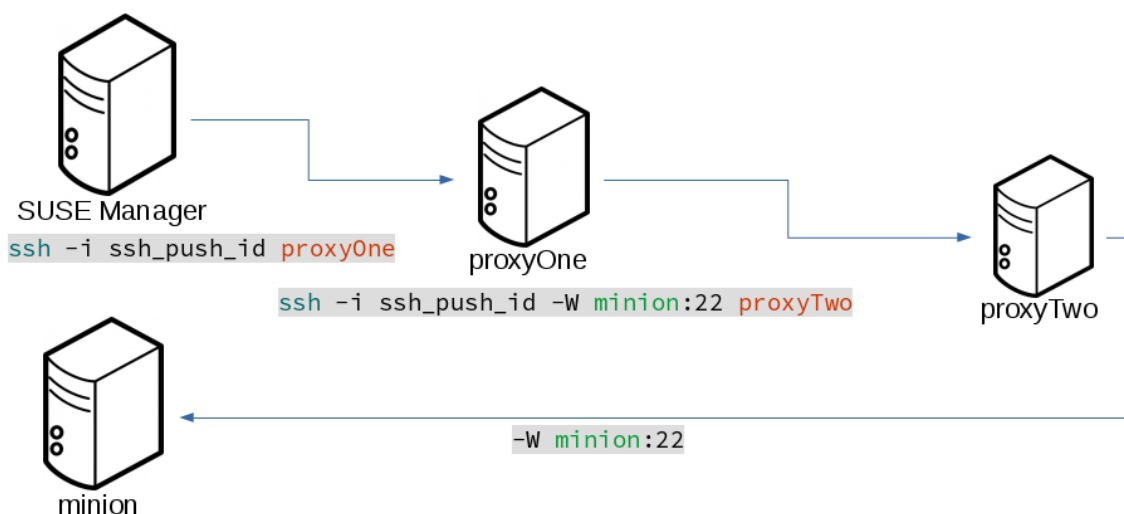 SUSE Manager
ssh -i ssh_push_id proxyOne
proxyOne
ssh -i ssh_push_id -W minion:22 proxyTwo
proxyTwo
-W minion:22
minion